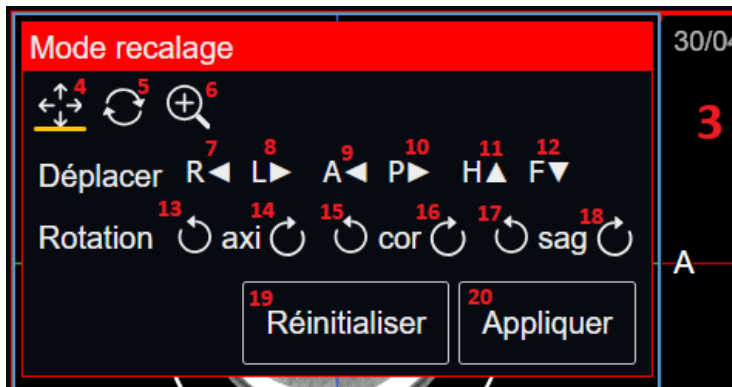 Mode recalage
30/04
4 5 6
3
7 8 9 10 11 12
Déplacer R◀ L▶ A◀ P▶ H▲ F▼
13 14 15 16 17 18
Rotation axi cor sag
A
19 20
Réinitialiser Appliquer